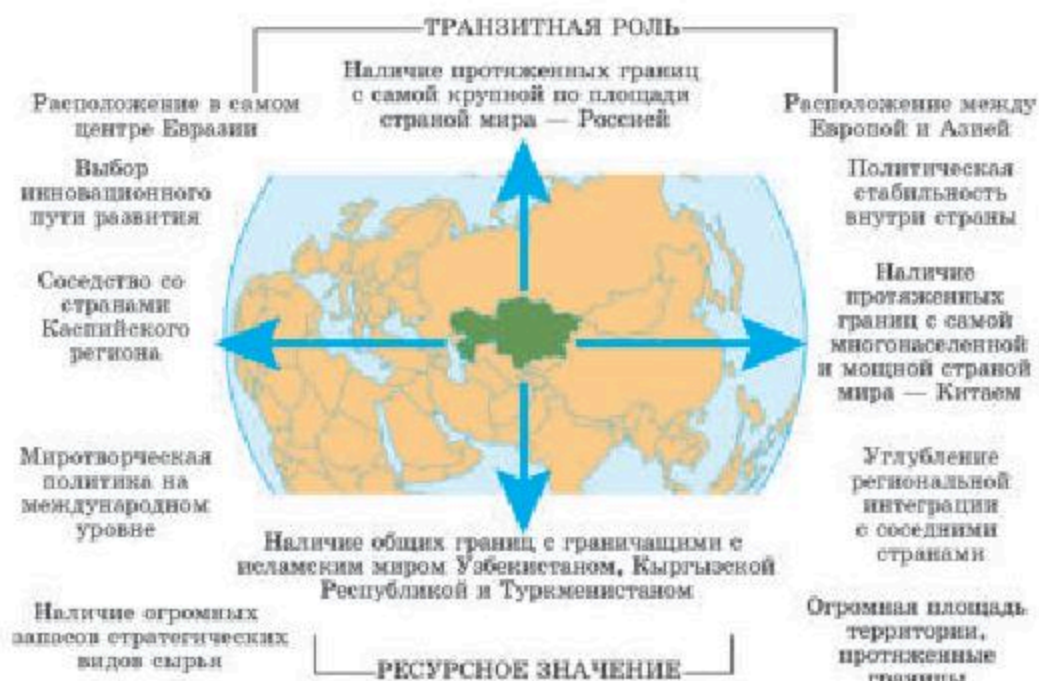 ТРАНЗИТНАЯ РОЛЬ
Расположение в самом
центре Евразии
Наличие протяженных границ
с самой крупной по площади
страной мира — Россией
Расположение между
Европой и Азией
Выбор
инновационного
пути развития
Политическая
стабильность
внутри страны
Соседство со
странами
Каспийского
региона
Наличие
протяженных
границ с самой
многонаселенной
и мощной страной
мира — Китаем
Миротворческая
политика на
международном
уровне
Углубление
региональной
интеграции
с соседними
странами
Наличие общих границ с граничащими с
исламским миром Узбекистаном, Кыргызской
Республикой и Туркменистаном
Наличие огромных
запасов стратегических
видов сырья
Огромная площадь
территории,
протяженные
границы
РЕСУРСНОЕ ЗНАЧЕНИЕ